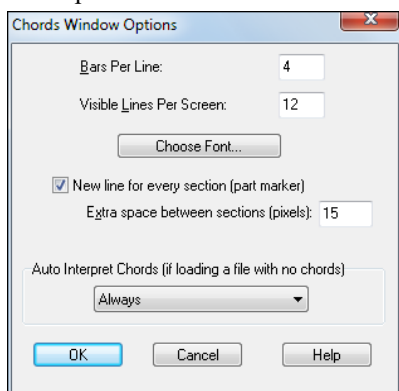 Chords Window Options
Bars Per Line: 4
Visible Lines Per Screen: 12
Choose Font...
New line for every section (part marker)
Extra space between sections (pixels): 15
Auto Interpret Chords (if loading a file with no chords)
Always
OK Cancel Help